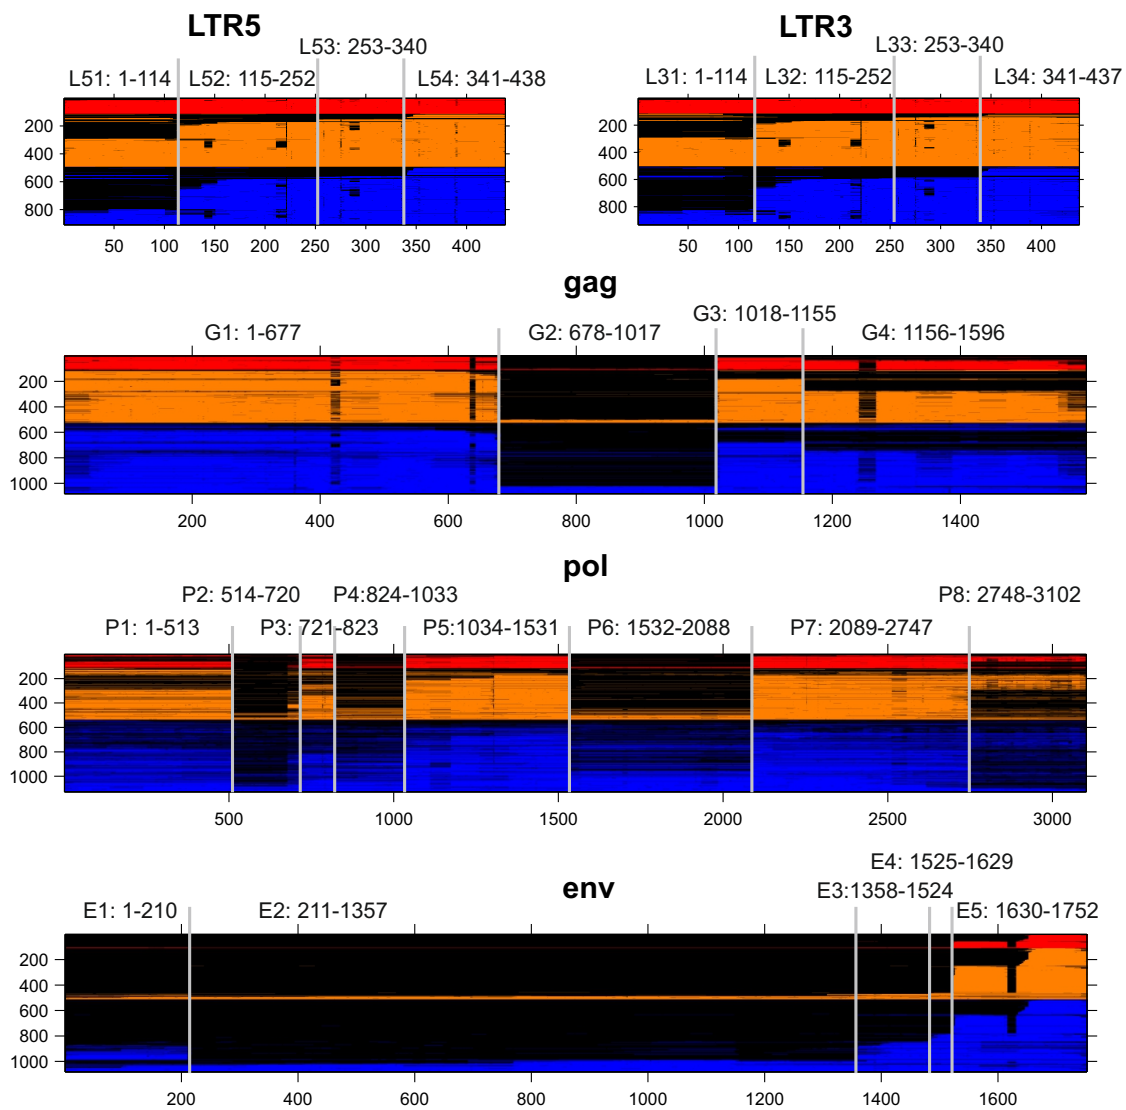 LTR5 LTR3
L53: 253-340 L33: 253-340
L51: 1-114 L52: 115-252 L54: 341-438 L31: 1-114 L32: 115-252 L34: 341-437
200 200
400 400
600 600
800 800
50 100 150 200 250 300 350 400 50 100 150 200 250 300 350 400
gag
G3: 1018-1155
G1: 1-677 G2: 678-1017 G4: 1156-1596
200
400
600
800
1000
200 400 600 800 1000 1200 1400
pol
P2: 514-720 P4:824-1033 P8: 2748-3102
P1: 1-513 P3: 721-823 P5:1034-1531 P6: 1532-2088 P7: 2089-2747
200
400
600
800
1000
500 1000 1500 2000 2500 3000
E4: 1525-1629
env
E3:1358-1524
E1: 1-210 E2: 211-1357 E5: 1630-1752
200
400
600
800
1000
200 400 600 800 1000 1200 1400 1600